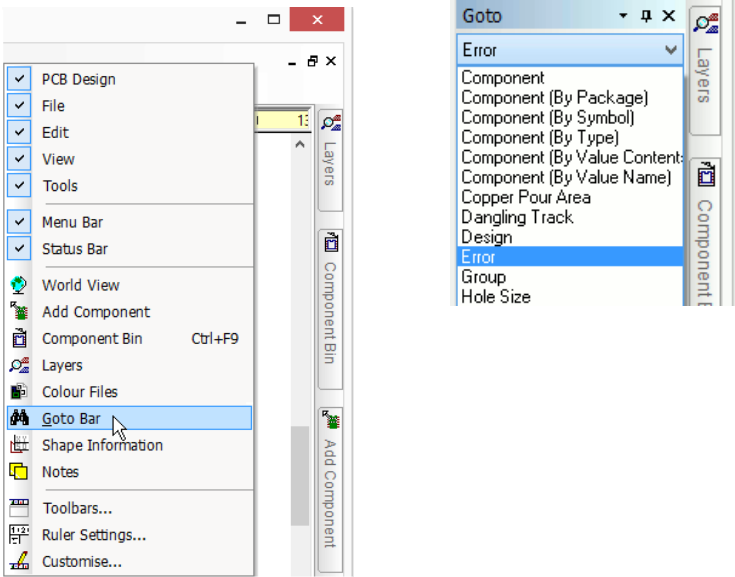 PCB Design
File
Edit
View
Tools
Menu Bar
Status Bar
World View
Add Component
Component Bin Ctrl+F9
Layers
Colour Files
Goto Bar
Shape Information
Notes
Toolbars...
Ruler Settings...
Customise...
Layers
Component Bin
Add Component
Goto
Error
Component
Component (By Package)
Component (By Symbol)
Component (By Type)
Component (By Value Content
Component (By Value Name)
Copper Pour Area
Dangling Track
Design
Error
Group
Hole Size
Layers
Component